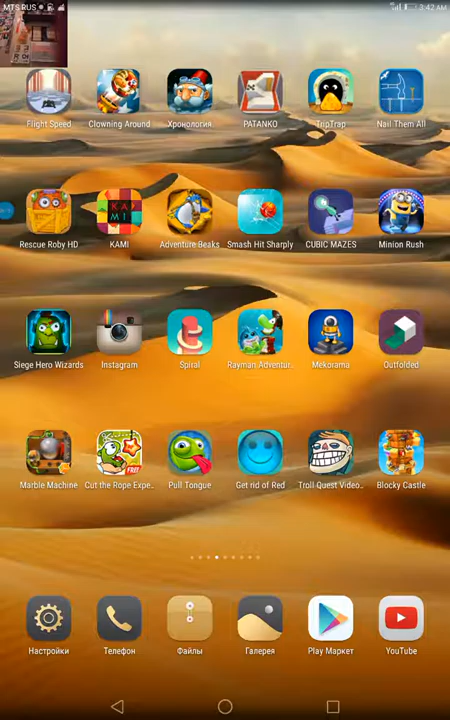 MTS RUS 3:42 AM
Flight Speed Clowning Around Хронология PATANKO TripTrap Nail Them All
KAMI
Rescue Roby HD KAMI Adventure Beaks Smash Hit Sharply CUBIC MAZES Minion Rush
Siege Hero Wizards Instagram Spiral Rayman Adventur.. Mekorama Outfolded
FREE
Marble Machine Cut the Rope Expe.. Pull Tongue Get rid of Red Troll Quest Video.. Blocky Castle
Настройки Телефон Файлы Галерея Play Маркет YouTube